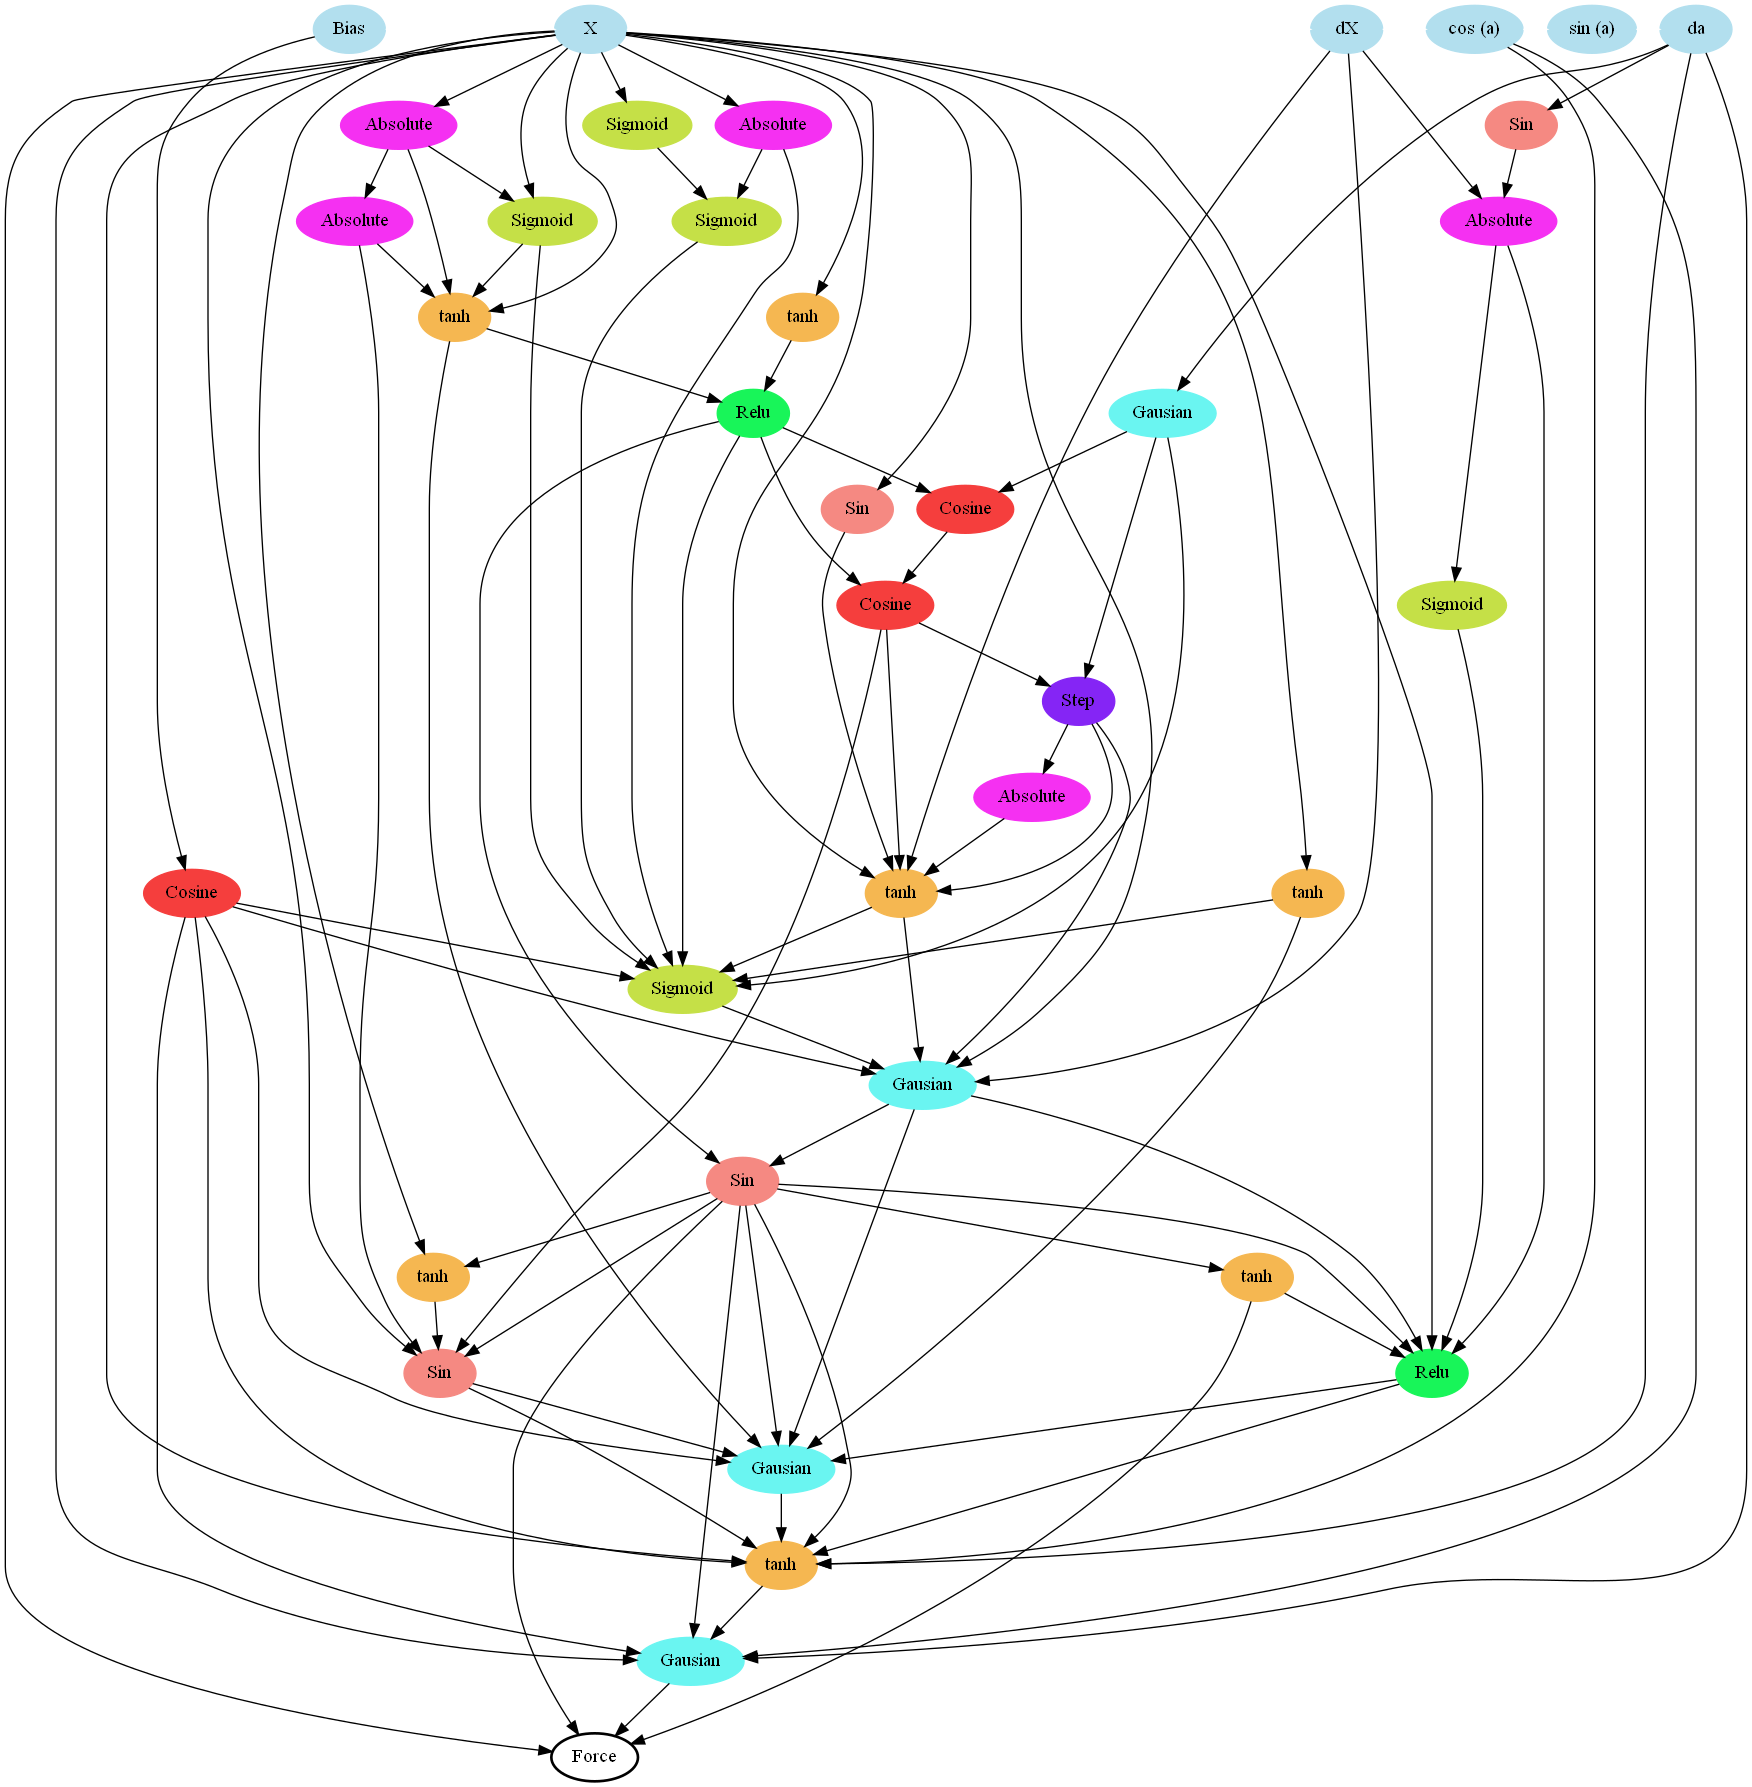 Bias
X
dX
cos (a)
sin (a)
da
Absolute
Sigmoid
Absolute
Sin
Absolute
Sigmoid
Sigmoid
Absolute
tanh
tanh
Relu
Gausian
Sin
Cosine
Cosine
Sigmoid
Step
Absolute
Cosine
tanh
tanh
Sigmoid
Gausian
Sin
tanh
tanh
Sin
Relu
Gausian
tanh
Gausian
Force